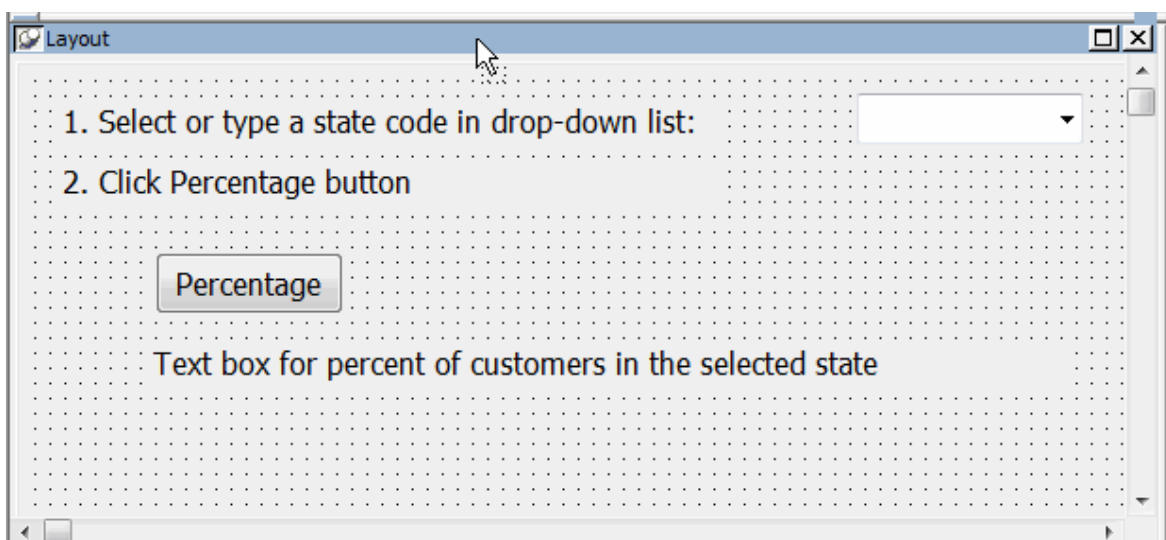 Layout
1. Select or type a state code in drop-down list:
2. Click Percentage button
Percentage
Text box for percent of customers in the selected state